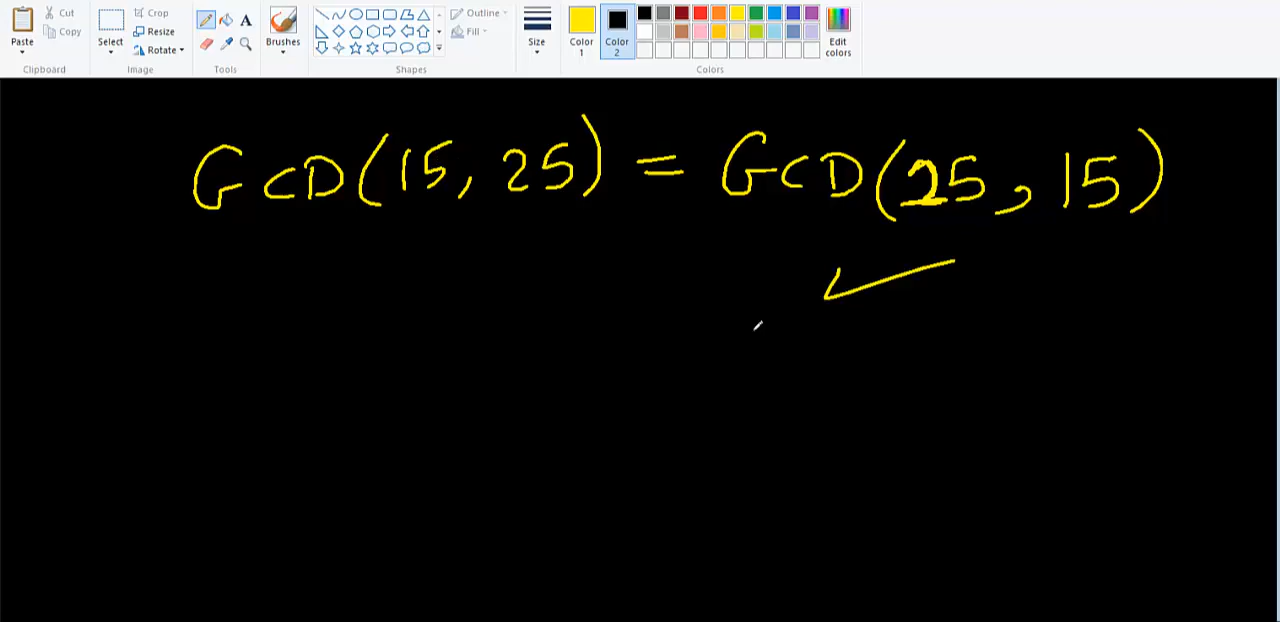 Cut Crop Outline
Copy Resize Fill
Paste Select Rotate A Brushes Size Color 1 Color 2 Edit colors
Clipboard Image Tools Shapes Colors
GCD(15, 25) = GCD(25, 15)